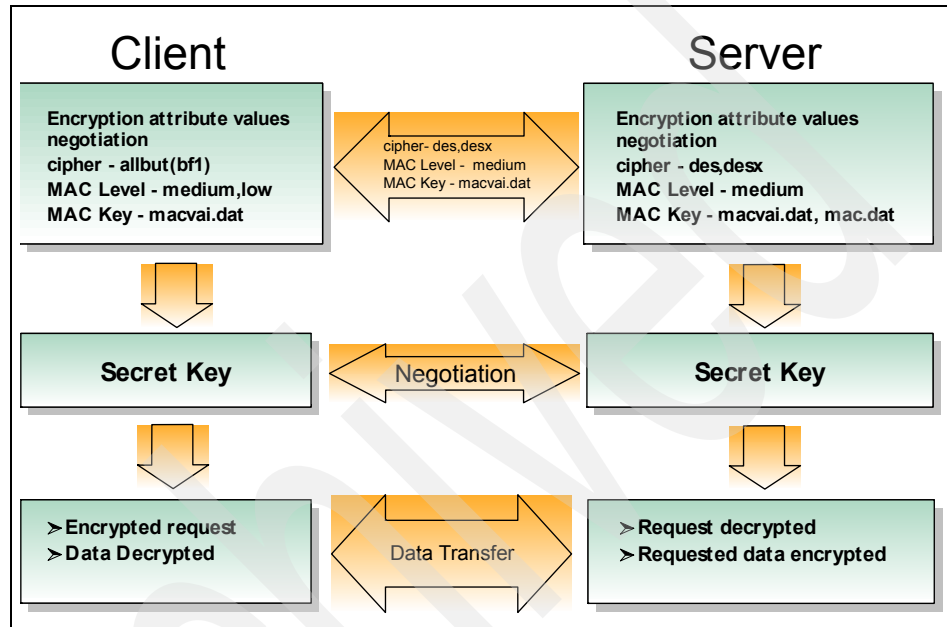 Client
Server
Encryption attribute values
negotiation
cipher - allbut(bf1)
MAC Level - medium,low
MAC Key - macvai.dat
cipher- des,desx
MAC Level - medium
MAC Key - macvai.dat
Encryption attribute values
negotiation
cipher - des,desx
MAC Level - medium
MAC Key - macvai.dat, mac.dat
Secret Key
Negotiation
Secret Key
➢ Encrypted request
➢ Data Decrypted
Data Transfer
➢ Request decrypted
➢ Requested data encrypted